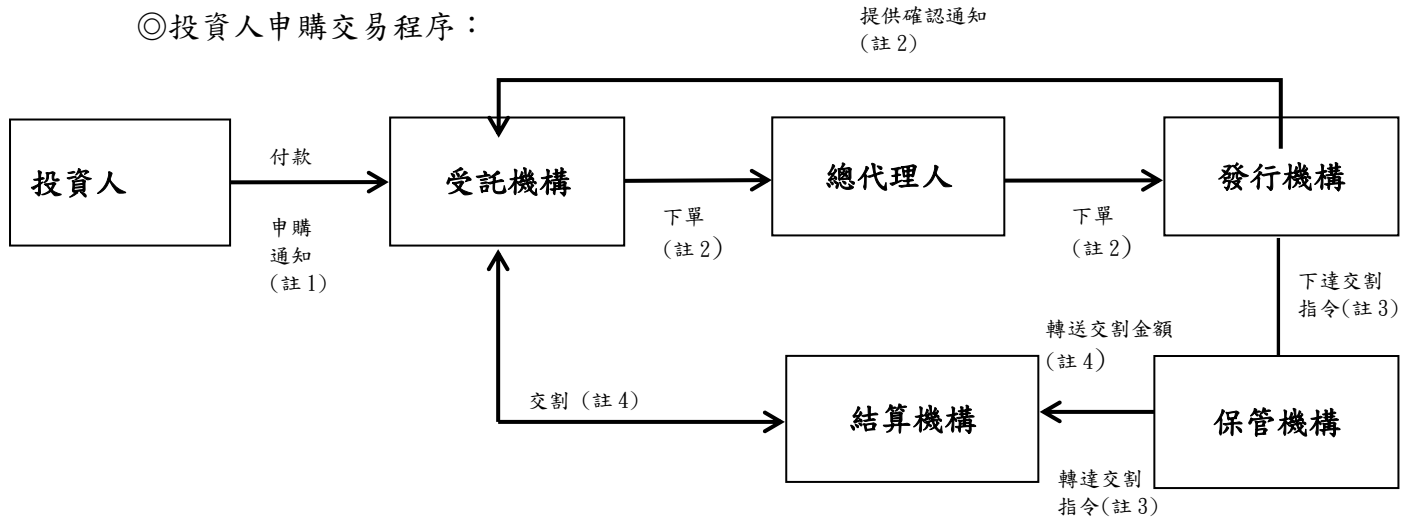 ◎投資人申購交易程序：
提供確認通知
(註 2)
投資人
付款
申購
通知
(註 1)
受託機構
下單
(註 2)
總代理人
下單
(註 2)
發行機構
下達交割
指令(註 3)
轉送交割金額
(註 4)
交割 (註 4)
結算機構
轉達交割
指令(註 3)
保管機構